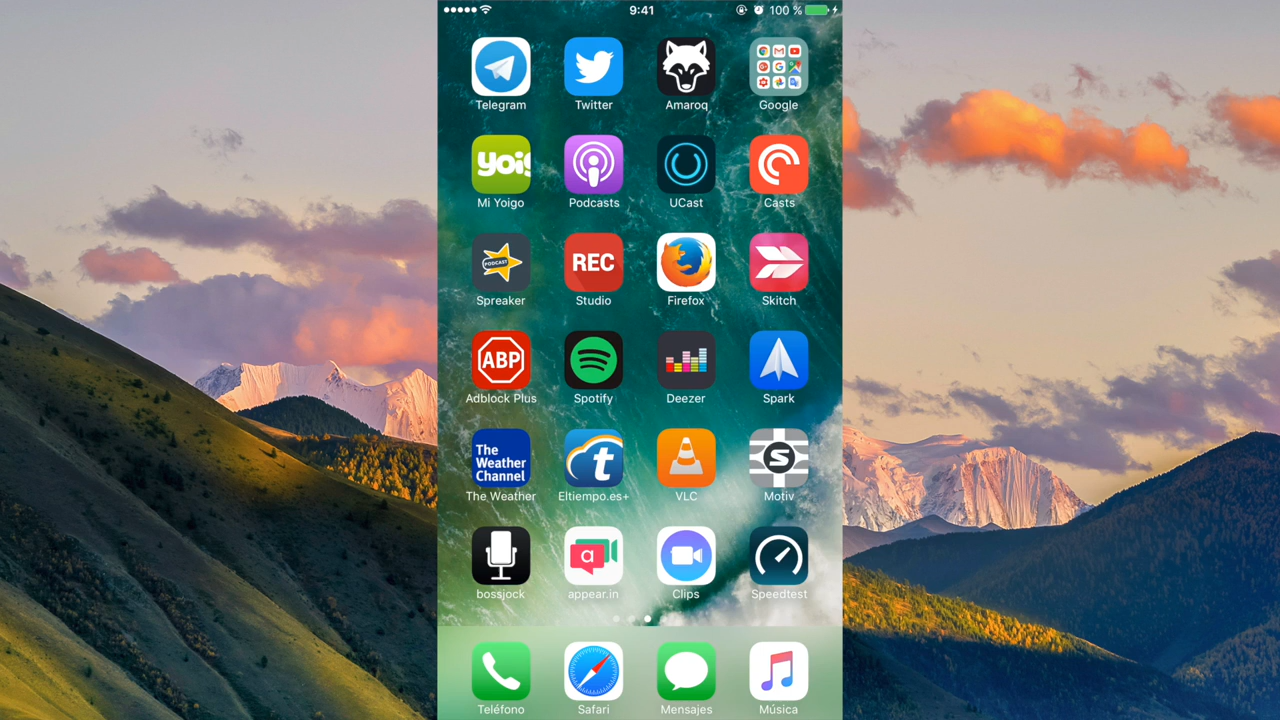 9:41
100 %
Telegram
Twitter
Amaroq
Google
yoig
Mi Yoigo
Podcasts
UCast
Casts
PODCAST
REC
Spreaker
Studio
Firefox
Skitch
ABP
Adblock Plus
Spotify
Deezer
Spark
The
Weather
Channel
t
S
The Weather
Eltiempo.es+
VLC
Motiv
a
bossjock
appear.in
Clips
Speedtest
Teléfono
Safari
Mensajes
Música